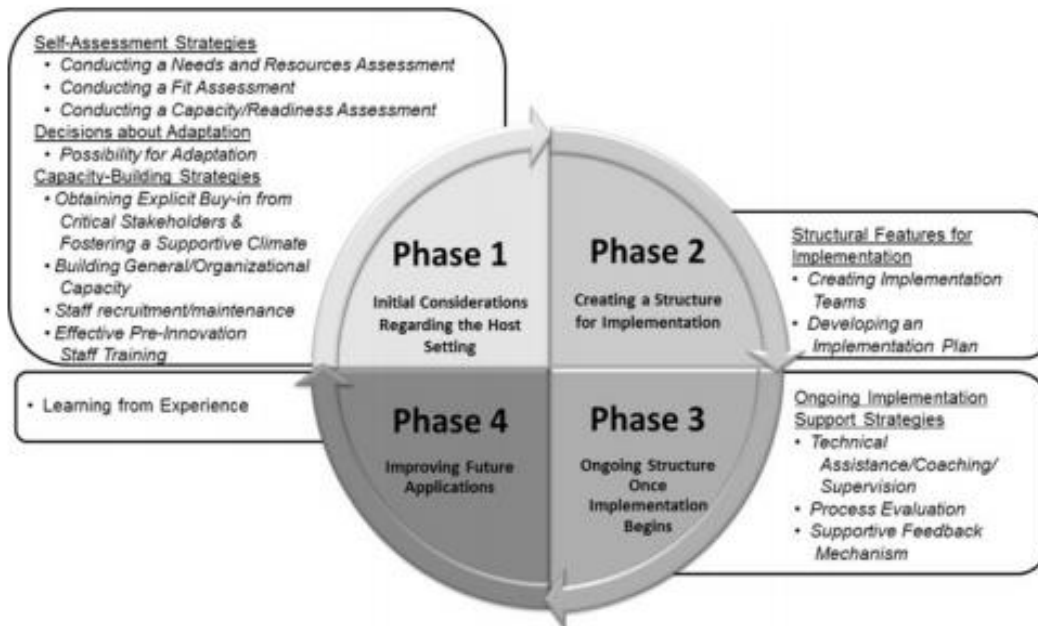 Self-Assessment Strategies
• Conducting a Needs and Resources Assessment
• Conducting a Fit Assessment
• Conducting a Capacity/Readiness Assessment
Decisions about Adaptation
• Possibility for Adaptation
Capacity-Building Strategies
• Obtaining Explicit Buy-in from
Critical Stakeholders &
Fostering a Supportive Climate
• Building General/Organizational
Capacity
• Staff recruitment/maintenance
• Effective Pre-Innovation
Staff Training
Phase 1
Initial Considerations
Regarding the Host
Setting
Phase 2
Creating a Structure
for Implementation
Structural Features for
Implementation
• Creating Implementation
Teams
• Developing an
Implementation Plan
• Learning from Experience
Phase 4
Improving Future
Applications
Phase 3
Ongoing Structure
Once
Implementation
Begins
Ongoing Implementation
Support Strategies
• Technical
Assistance/Coaching/
Supervision
• Process Evaluation
• Supportive Feedback
Mechanism